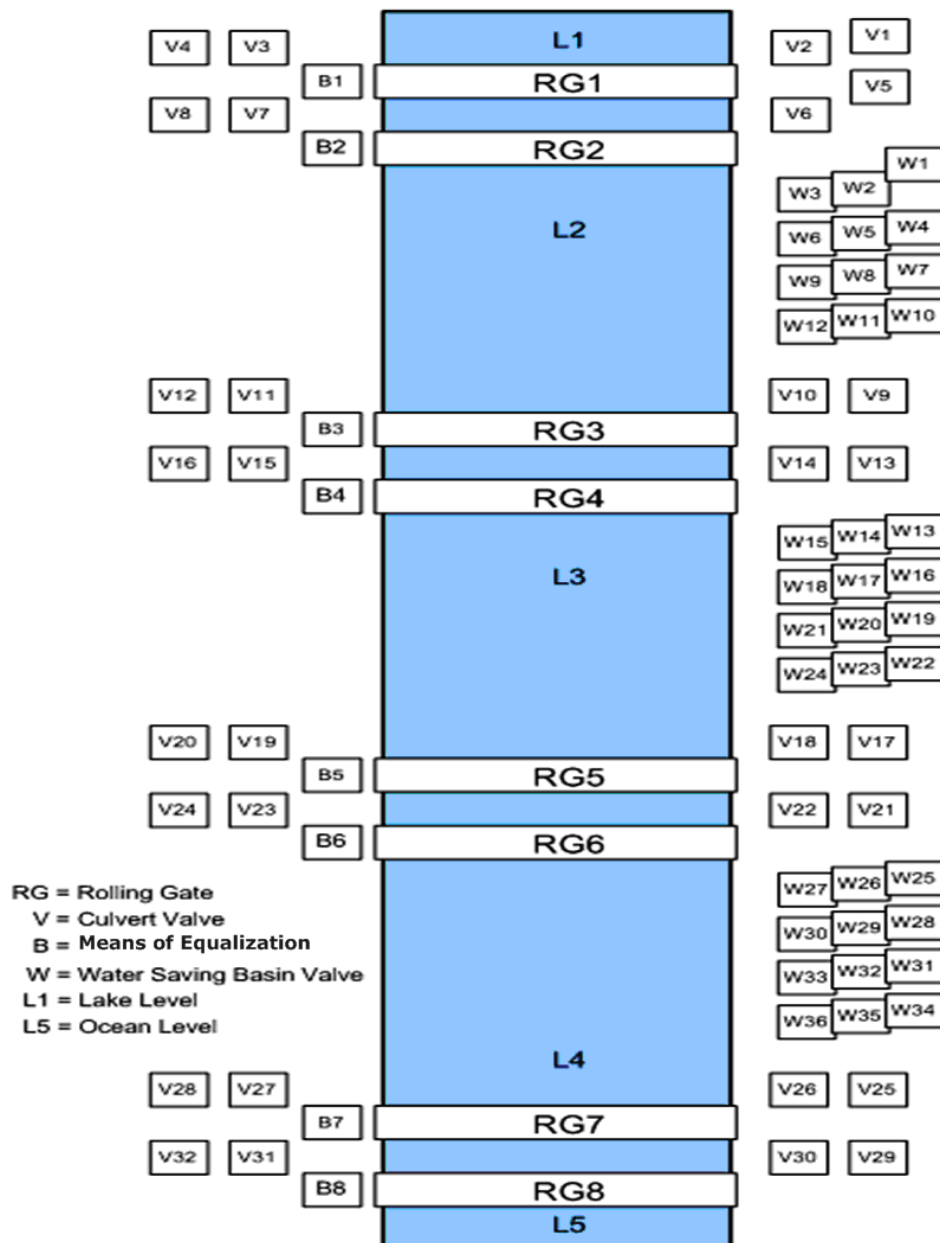 L1
V4 V3 V2 V1
B1 RG1 V5
V8 V7 V6
B2 RG2
W1
W3 W2
L2
W6 W5 W4
W9 W8 W7
W12 W11 W10
V12 V11 V10 V9
B3 RG3
V16 V15 V14 V13
B4 RG4
W15 W14 W13
L3
W18 W17 W16
W21 W20 W19
W24 W23 W22
V20 V19 V18 V17
B5 RG5
V24 V23 V22 V21
B6 RG6
W27 W26 W25
W30 W29 W28
W33 W32 W31
W36 W35 W34
RG = Rolling Gate
V = Culvert Valve
B = Means of Equalization
W = Water Saving Basin Valve
L1 = Lake Level
L5 = Ocean Level
L4
V28 V27 V26 V25
B7 RG7
V32 V31 V30 V29
B8 RG8
L5